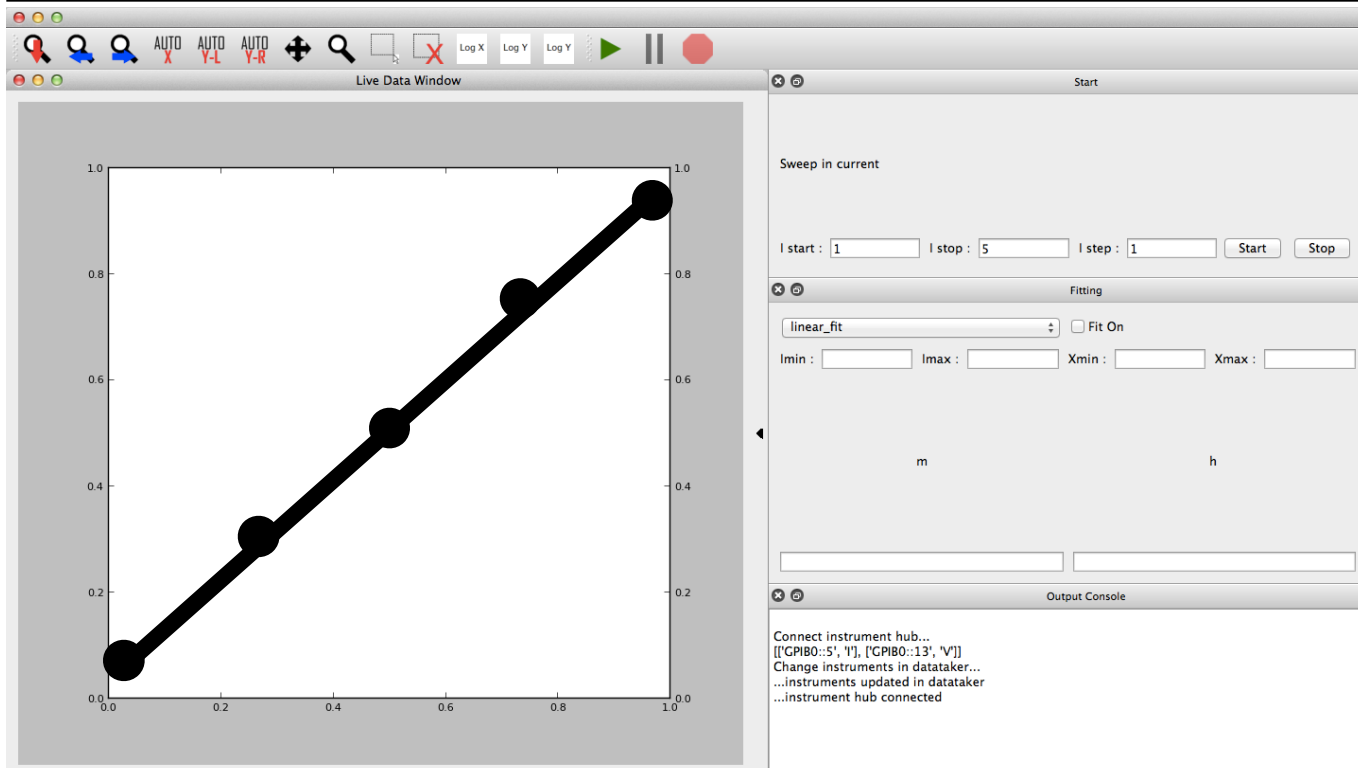 AUTO X AUTO Y-L AUTO Y-R Log X Log Y Log Y
Live Data Window
1.0 1.0
0.8 0.8
0.6 0.6
0.4 0.4
0.2 0.2
0.0 0.0
0.0 0.2 0.4 0.6 0.8 1.0
Start
Sweep in current
I start : 1 I stop : 5 I step : 1 Start Stop
Fitting
linear_fit Fit On
Imin : Imax : Xmin : Xmax :
m h
Output Console
Connect instrument hub...
[['GPIB0::5', 'I'], ['GPIB0::13', 'V']]
Change instruments in datataker...
...instruments updated in datataker
...instrument hub connected